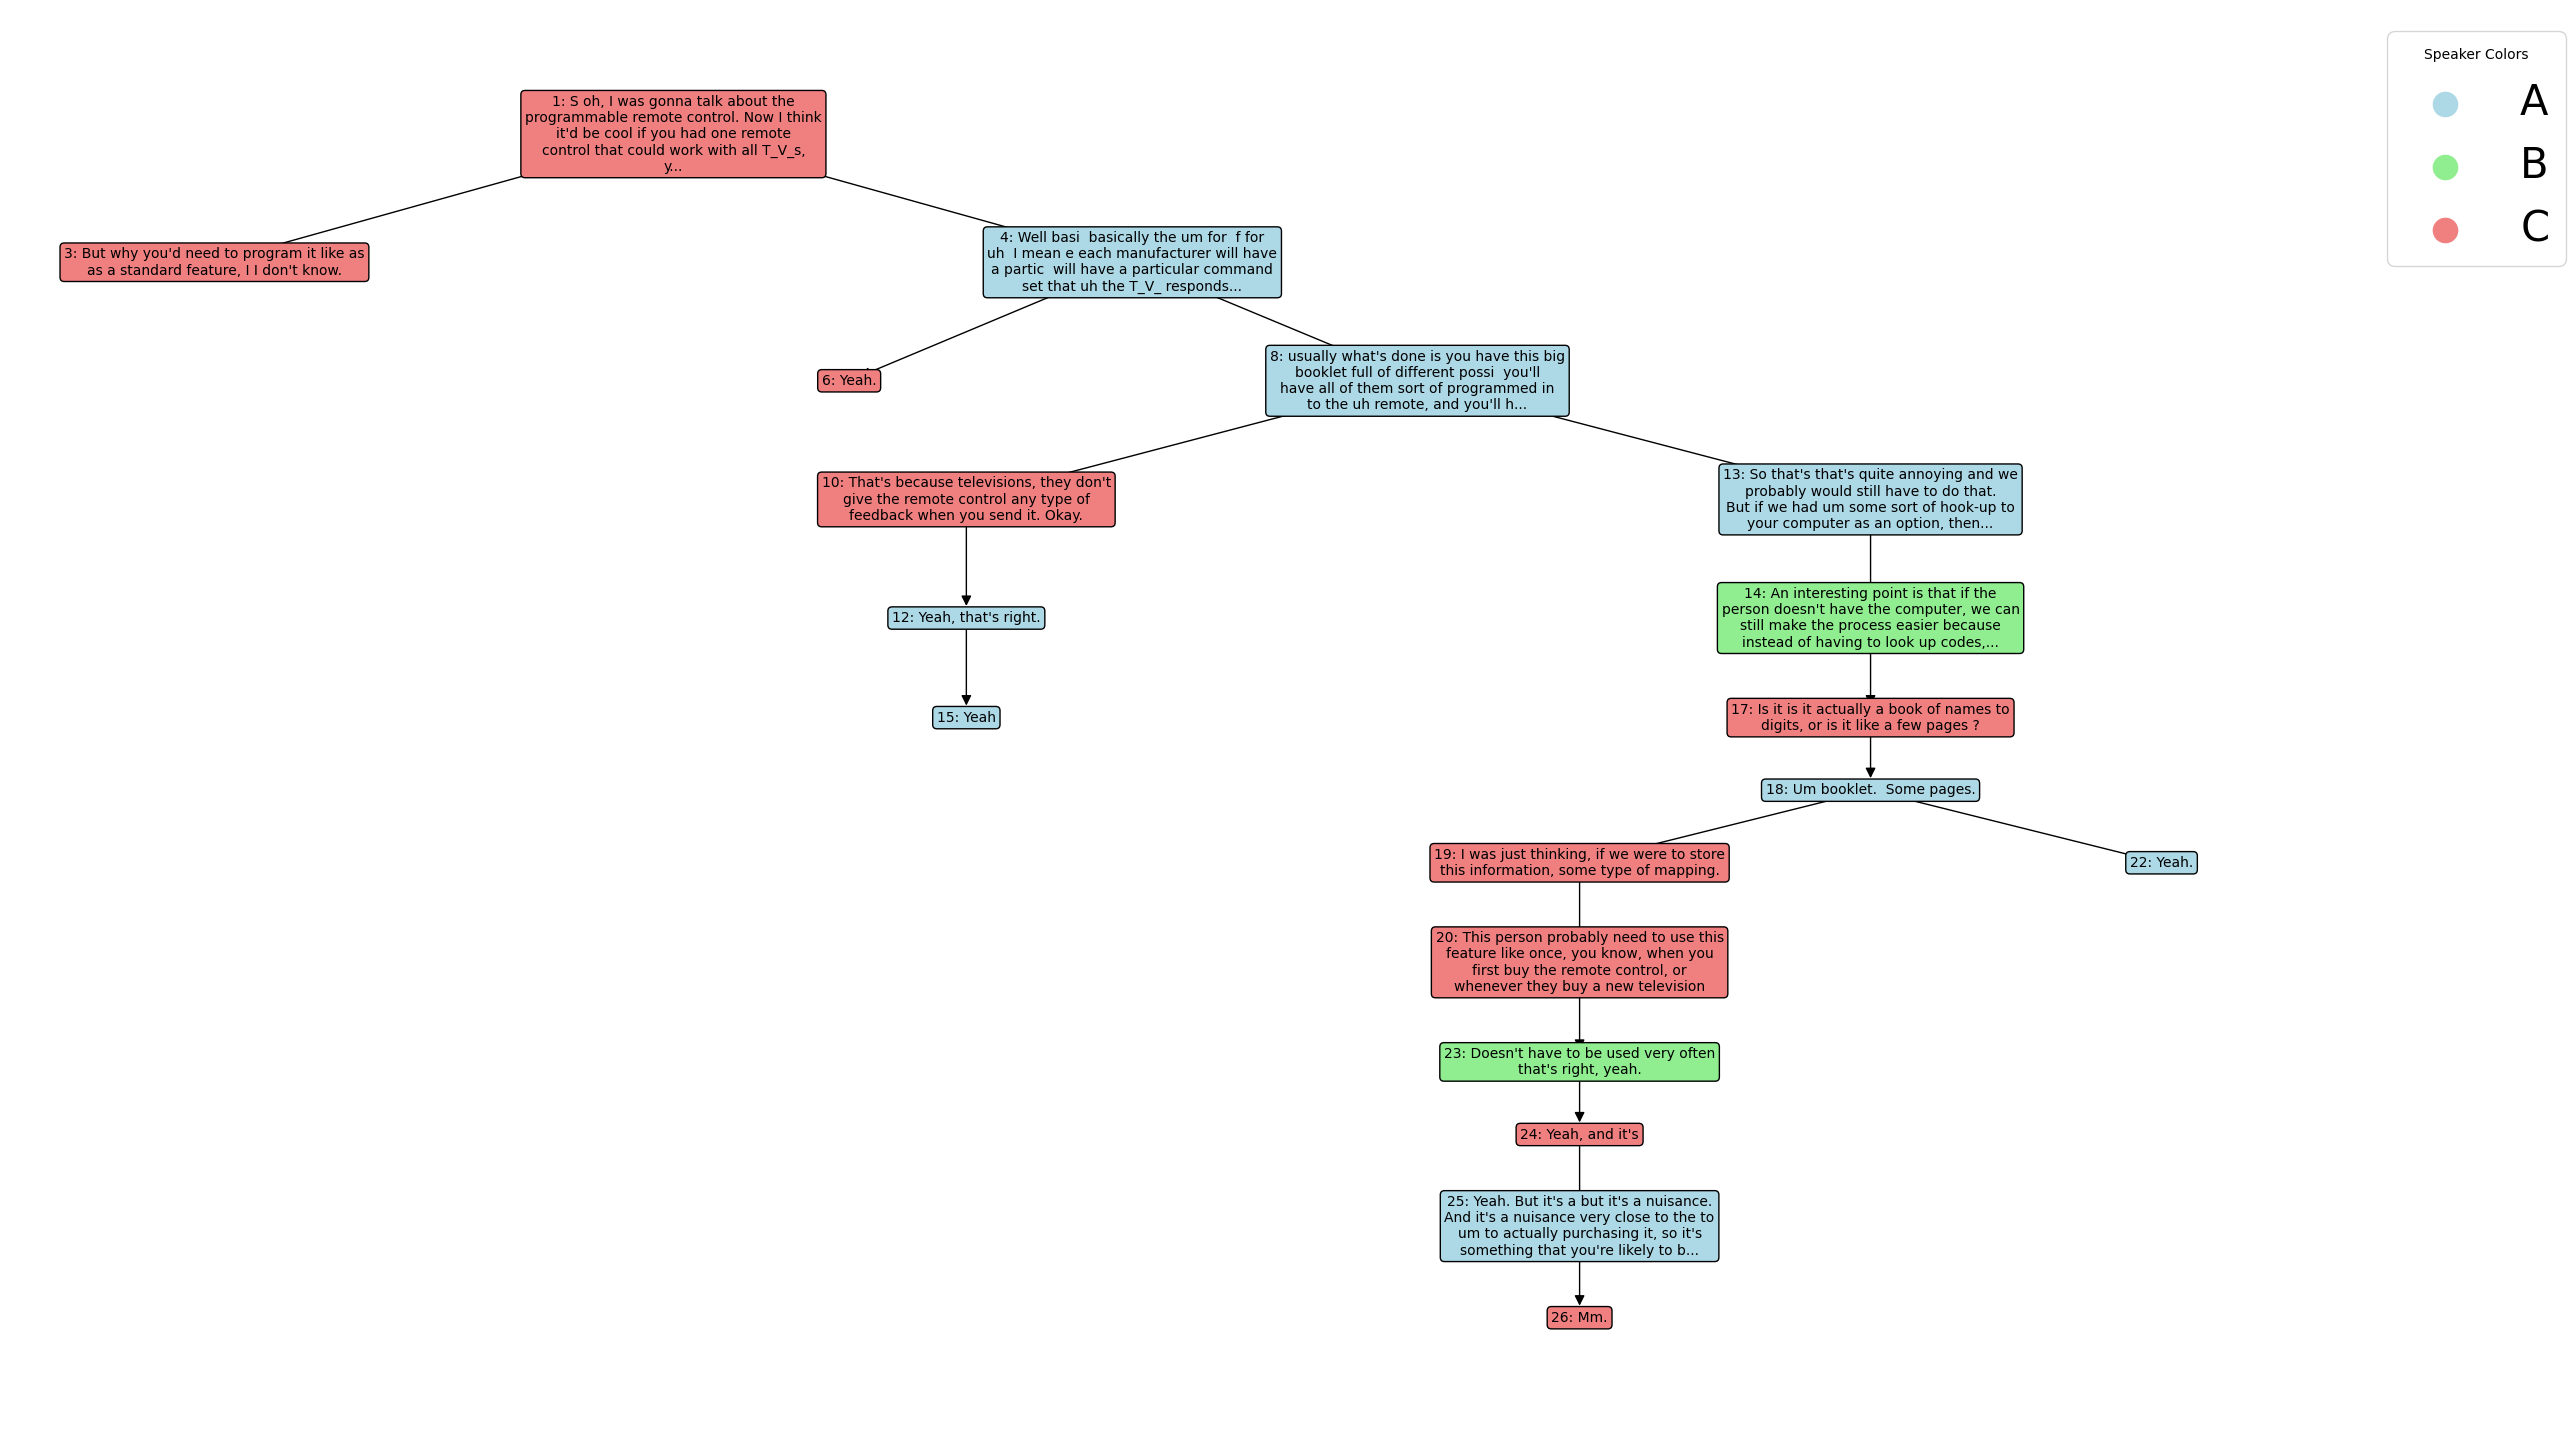 Speaker Colors
A
B
C
1: S oh, I was gonna talk about the
programmable remote control. Now I think
it'd be cool if you had one remote
control that could work with all T_V_s,
y...
3: But why you'd need to program it like as
as a standard feature, I I don't know.
4: Well basi  basically the um for  f for
uh  I mean e each manufacturer will have
a partic  will have a particular command
set that uh the T_V_ responds...
6: Yeah.
8: usually what's done is you have this big
booklet full of different possi  you'll
have all of them sort of programmed in
to the uh remote, and you'll h...
10: That's because televisions, they don't
give the remote control any type of
feedback when you send it. Okay.
13: So that's that's quite annoying and we
probably would still have to do that.
But if we had um some sort of hook-up to
your computer as an option, then...
12: Yeah, that's right.
14: An interesting point is that if the
person doesn't have the computer, we can
still make the process easier because
instead of having to look up codes,...
15: Yeah
17: Is it is it actually a book of names to
digits, or is it like a few pages ?
18: Um booklet.  Some pages.
19: I was just thinking, if we were to store
this information, some type of mapping.
22: Yeah.
20: This person probably need to use this
feature like once, you know, when you
first buy the remote control, or
whenever they buy a new television
23: Doesn't have to be used very often
that's right, yeah.
24: Yeah, and it's
25: Yeah. But it's a but it's a nuisance.
And it's a nuisance very close to the to
um to actually purchasing it, so it's
something that you're likely to b...
26: Mm.